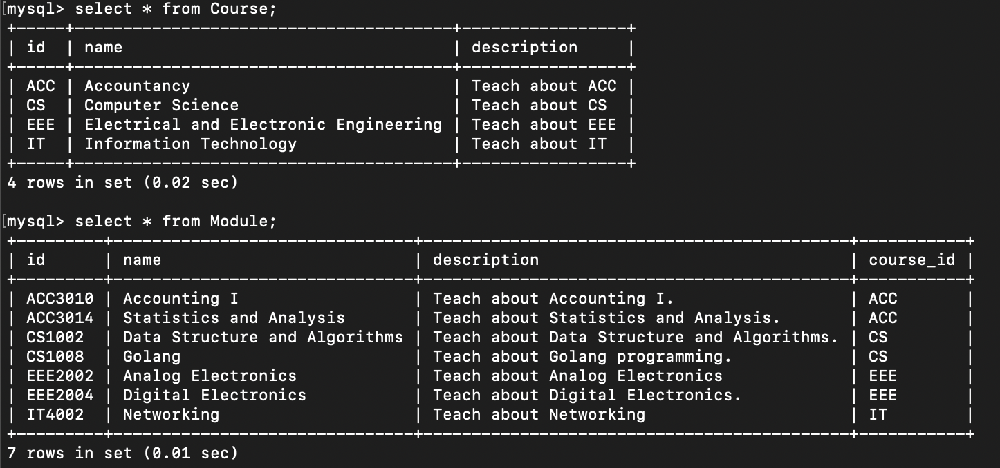 [mysql> select * from Course;
+-----+---------------------------------------+-----------------+
| id  | name                                  | description     |
+-----+---------------------------------------+-----------------+
| ACC | Accountancy                           | Teach about ACC |
| CS  | Computer Science                      | Teach about CS  |
| EEE | Electrical and Electronic Engineering | Teach about EEE |
| IT  | Information Technology                | Teach about IT  |
+-----+---------------------------------------+-----------------+
4 rows in set (0.02 sec)

[mysql> select * from Module;
+---------+-------------------------------+--------------------------------------------+-----------+
| id      | name                          | description                                | course_id |
+---------+-------------------------------+--------------------------------------------+-----------+
| ACC3010 | Accounting I                  | Teach about Accounting I.                  | ACC       |
| ACC3014 | Statistics and Analysis       | Teach about Statistics and Analysis.       | ACC       |
| CS1002  | Data Structure and Algorithms | Teach about Data Structure and Algorithms. | CS        |
| CS1008  | Golang                        | Teach about Golang programming.            | CS        |
| EEE2002 | Analog Electronics            | Teach about Analog Electronics             | EEE       |
| EEE2004 | Digital Electronics           | Teach about Digital Electronics.           | EEE       |
| IT4002  | Networking                    | Teach about Networking                     | IT        |
+---------+-------------------------------+--------------------------------------------+-----------+
7 rows in set (0.01 sec)